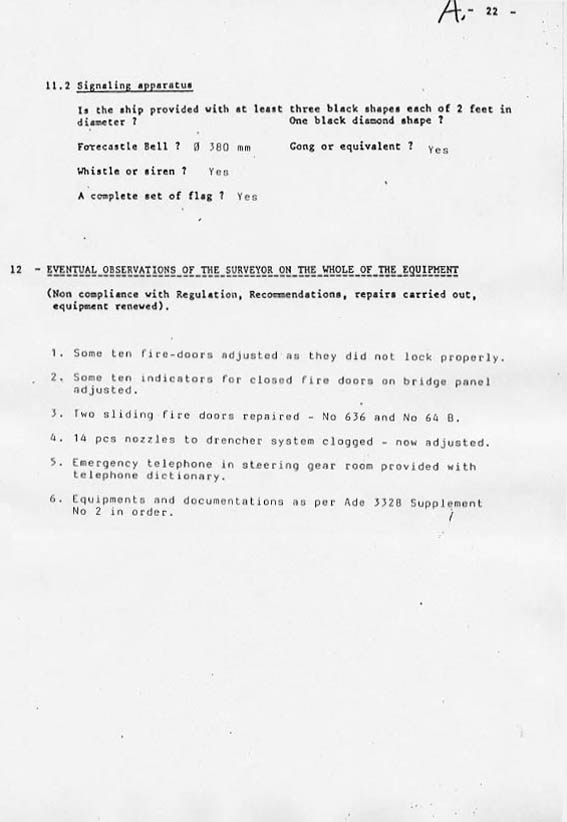 A.- 22 -
11.2 Signaling apparatus
Is the ship provided with at least three black shapes each of 2 feet in
diameter ? One black diamond shape ?
Forecastle Bell ? Ø 380 mm Gong or equivalent ? Yes
Whistle or siren ? Yes
A complete set of flag ? Yes
12 - EVENTUAL OBSERVATIONS OF THE SURVEYOR ON THE WHOLE OF THE EQUIPMENT
(Non compliance with Regulation, Recommendations, repairs carried out,
equipment renewed).
1. Some ten fire-doors adjusted as they did not lock properly.
2. Some ten indicators for closed fire doors on bridge panel
adjusted.
3. Two sliding fire doors repaired - No 636 and No 64 B.
4. 14 pcs nozzles to drencher system clogged - now adjusted.
5. Emergency telephone in steering gear room provided with
telephone dictionary.
6. Equipments and documentations as per Ade 3328 Supplement
No 2 in order.